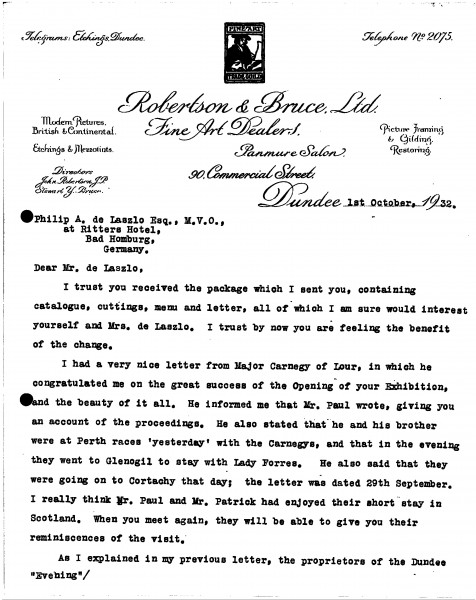 Telegrams: Etchings, Dundee.
FINE ART
TRADE GUILD
Telephone No 2075.
Robertson & Bruce, Ltd.
Fine Art Dealers.
Modern Pictures,
British & Continental.
Etchings & Mezzotints.
Panmure Salon,
Picture Framing
& Gilding,
Restoring.
Directors
John Robertson, J.P.
Stewart Y. Bruce.
90, Commercial Street,
Dundee 1st October, 1932.
Philip A. de Laszlo Esq., M.V.O.,
at Ritters Hotel,
Bad Homburg,
Germany.
Dear Mr. de Laszlo,
I trust you received the package which I sent you, containing
catalogue, cuttings, menu and letter, all of which I am sure would interest
yourself and Mrs. de Laszlo. I trust by now you are feeling the benefit
of the change.
I had a very nice letter from Major Carnegy of Lour, in which he
congratulated me on the great success of the Opening of your Exhibition,
and the beauty of it all. He informed me that Mr. Paul wrote, giving you
an account of the proceedings. He also stated that he and his brother
were at Perth races 'yesterday' with the Carnegys, and that in the evening
they went to Glenogil to stay with Lady Forres. He also said that they
were going on to Cortachy that day; the letter was dated 29th September.
I really think Mr. Paul and Mr. Patrick had enjoyed their short stay in
Scotland. When you meet again, they will be able to give you their
reminiscences of the visit.
As I explained in my previous letter, the proprietors of the Dundee
"Evening"/